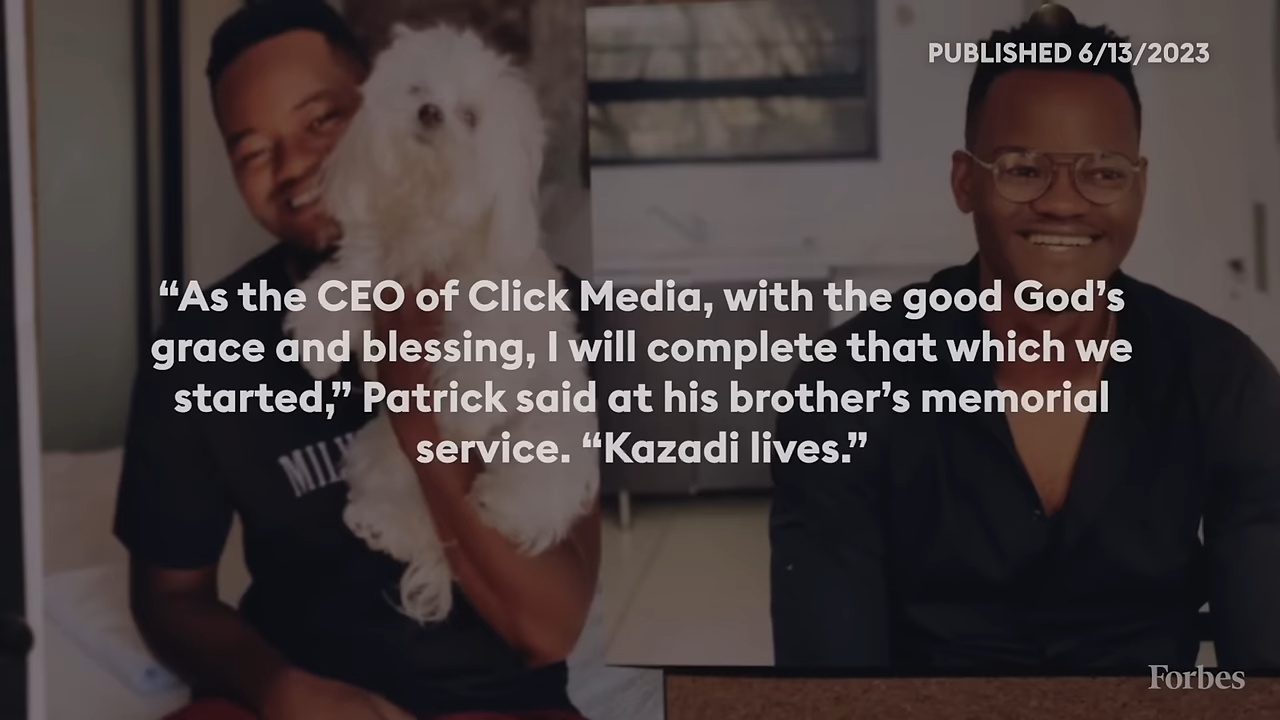 PUBLISHED 6/13/2023
“As the CEO of Click Media, with the good God’s
grace and blessing, I will complete that which we
started,” Patrick said at his brother’s memorial
service. “Kazadi lives.”
Forbes